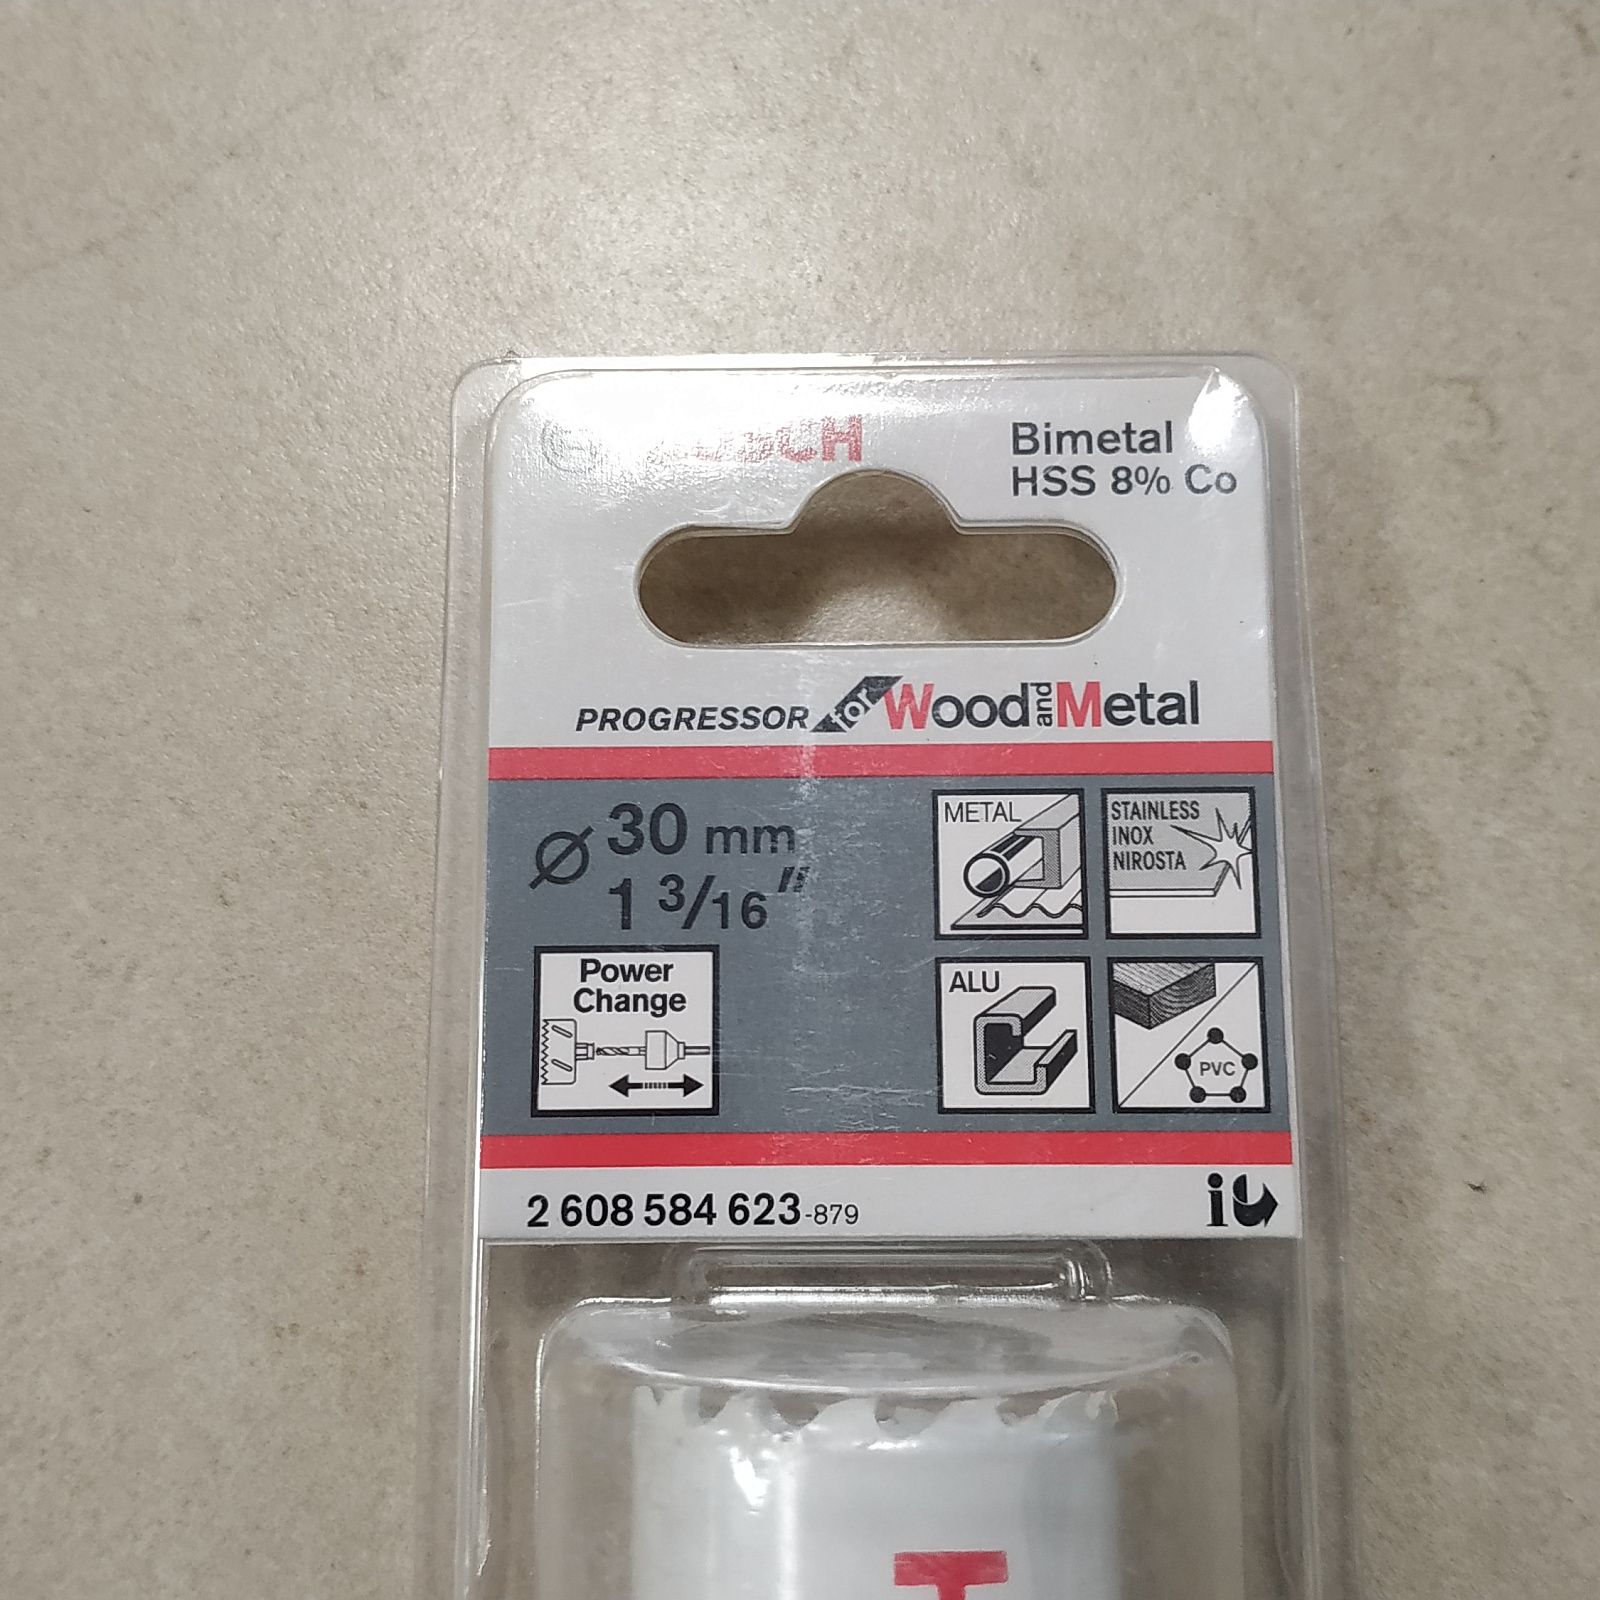 BOSCH
Bimetal
HSS 8% Co
PROGRESSOR for Wood and Metal
Ø 30 mm
1 3/16"
Power
Change
METAL
STAINLESS
INOX
NIROSTA
ALU
PVC
2 608 584 623-879